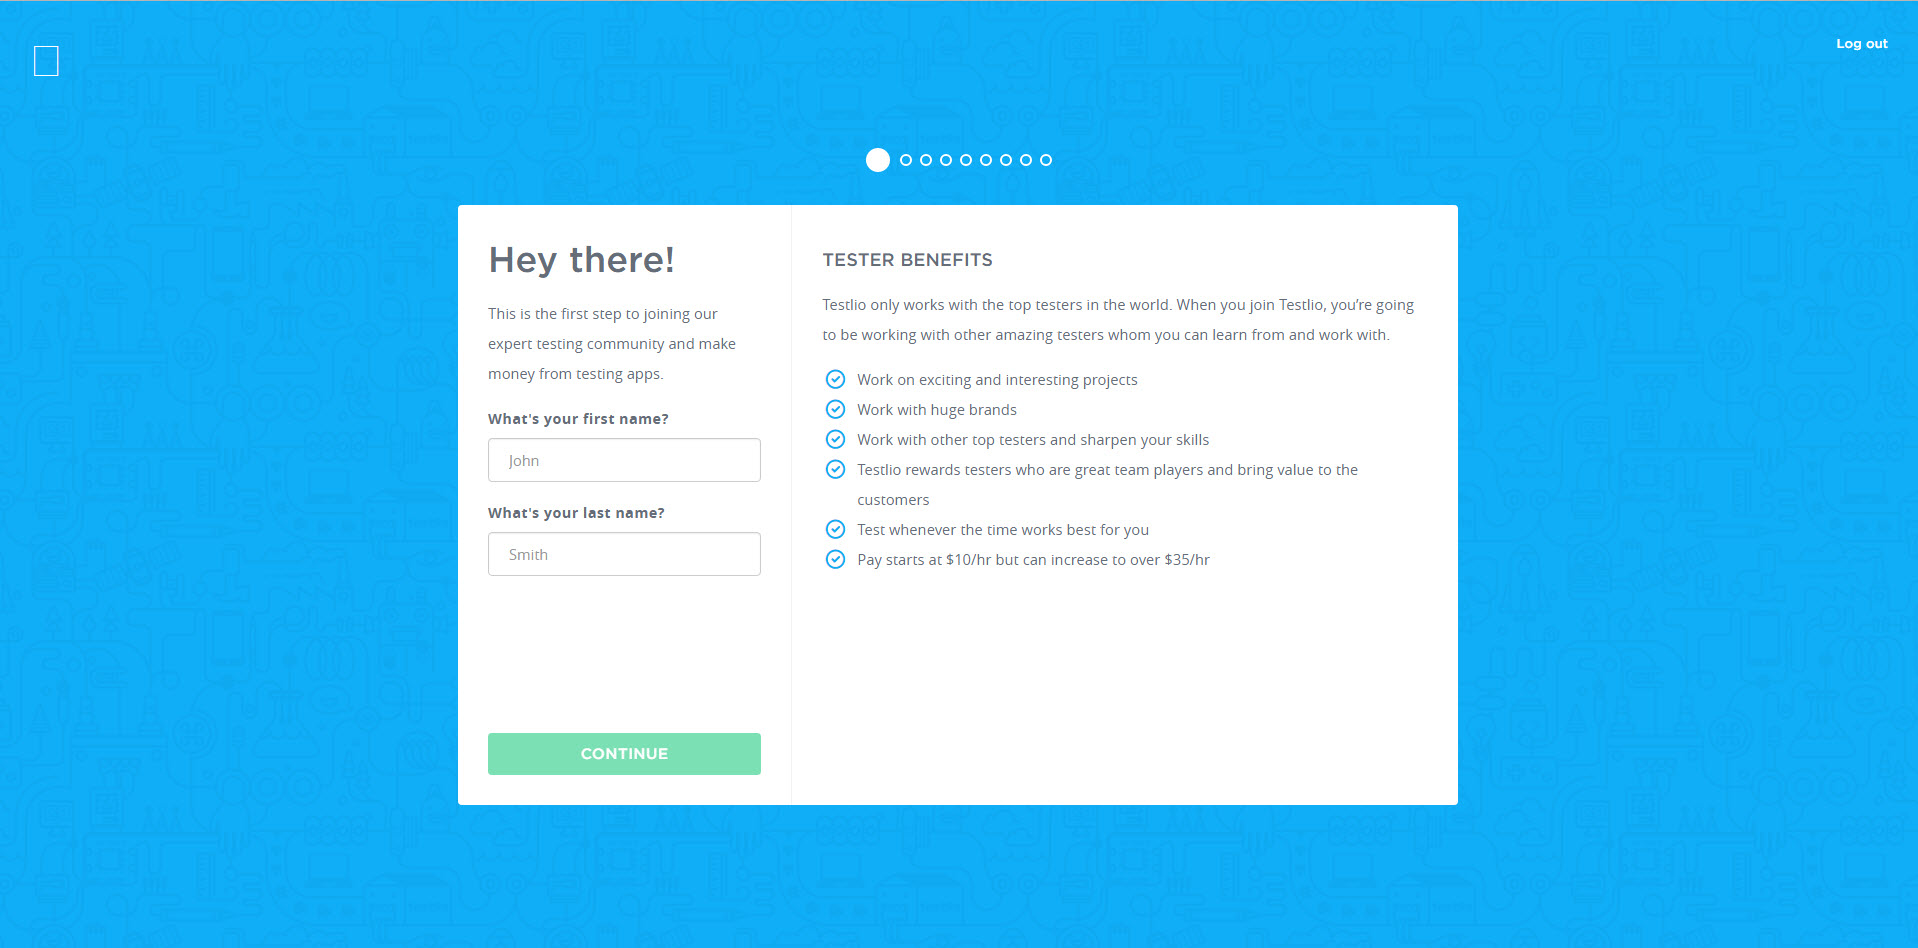 Log out
Hey there!
This is the first step to joining our
expert testing community and make
money from testing apps.
What's your first name?
John
What's your last name?
Smith
CONTINUE
TESTER BENEFITS
Testlio only works with the top testers in the world. When you join Testlio, you’re going
to be working with other amazing testers whom you can learn from and work with.
Work on exciting and interesting projects
Work with huge brands
Work with other top testers and sharpen your skills
Testlio rewards testers who are great team players and bring value to the
customers
Test whenever the time works best for you
Pay starts at $10/hr but can increase to over $35/hr